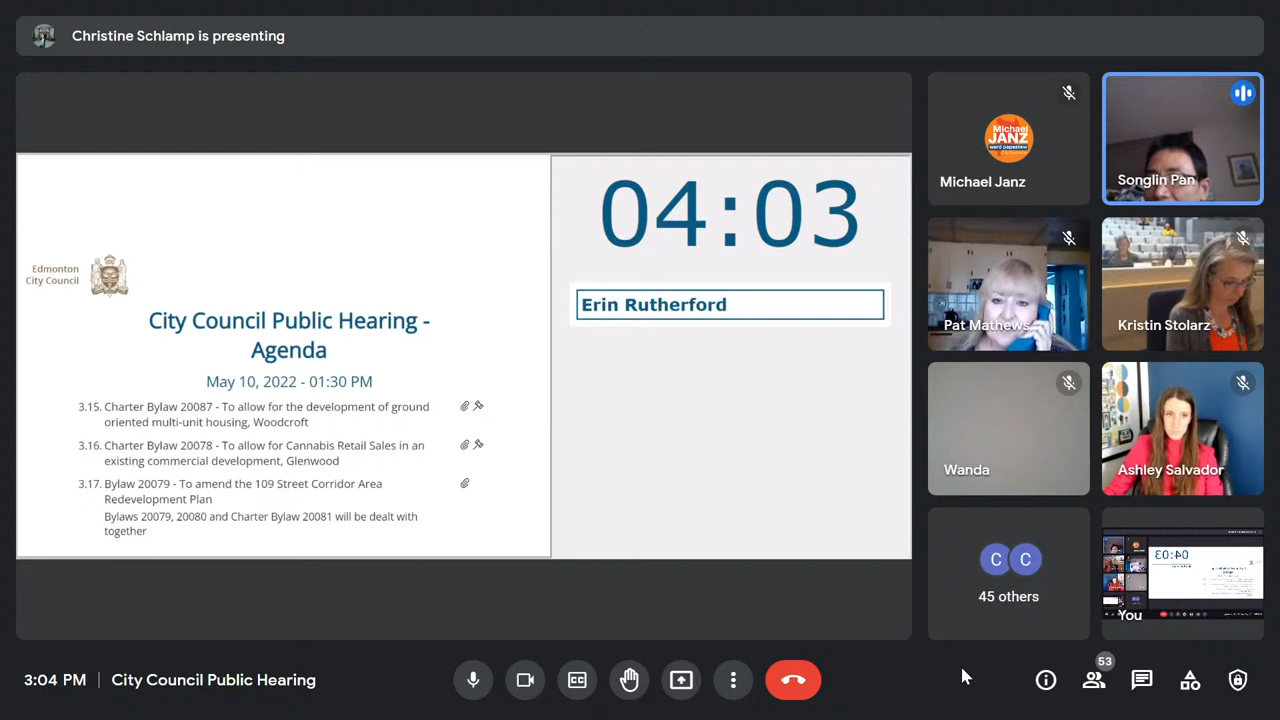 Christine Schlamp is presenting
Edmonton
City Council
City Council Public Hearing -
Agenda
May 10, 2022 - 01:30 PM
3.15. Charter Bylaw 20087 - To allow for the development of ground
oriented multi-unit housing, Woodcroft
3.16. Charter Bylaw 20078 - To allow for Cannabis Retail Sales in an
existing commercial development, Glenwood
3.17. Bylaw 20079 - To amend the 109 Street Corridor Area
Redevelopment Plan
Bylaws 20079, 20080 and Charter Bylaw 20081 will be dealt with
together
04:03
Erin Rutherford
Michael
JANZ
ward papastew
Michael Janz
Songlin Pan
Pat Mathews
Kristin Stolarz
Wanda
Ashley Salvador
C C
45 others
04:03
You
3:04 PM | City Council Public Hearing
53